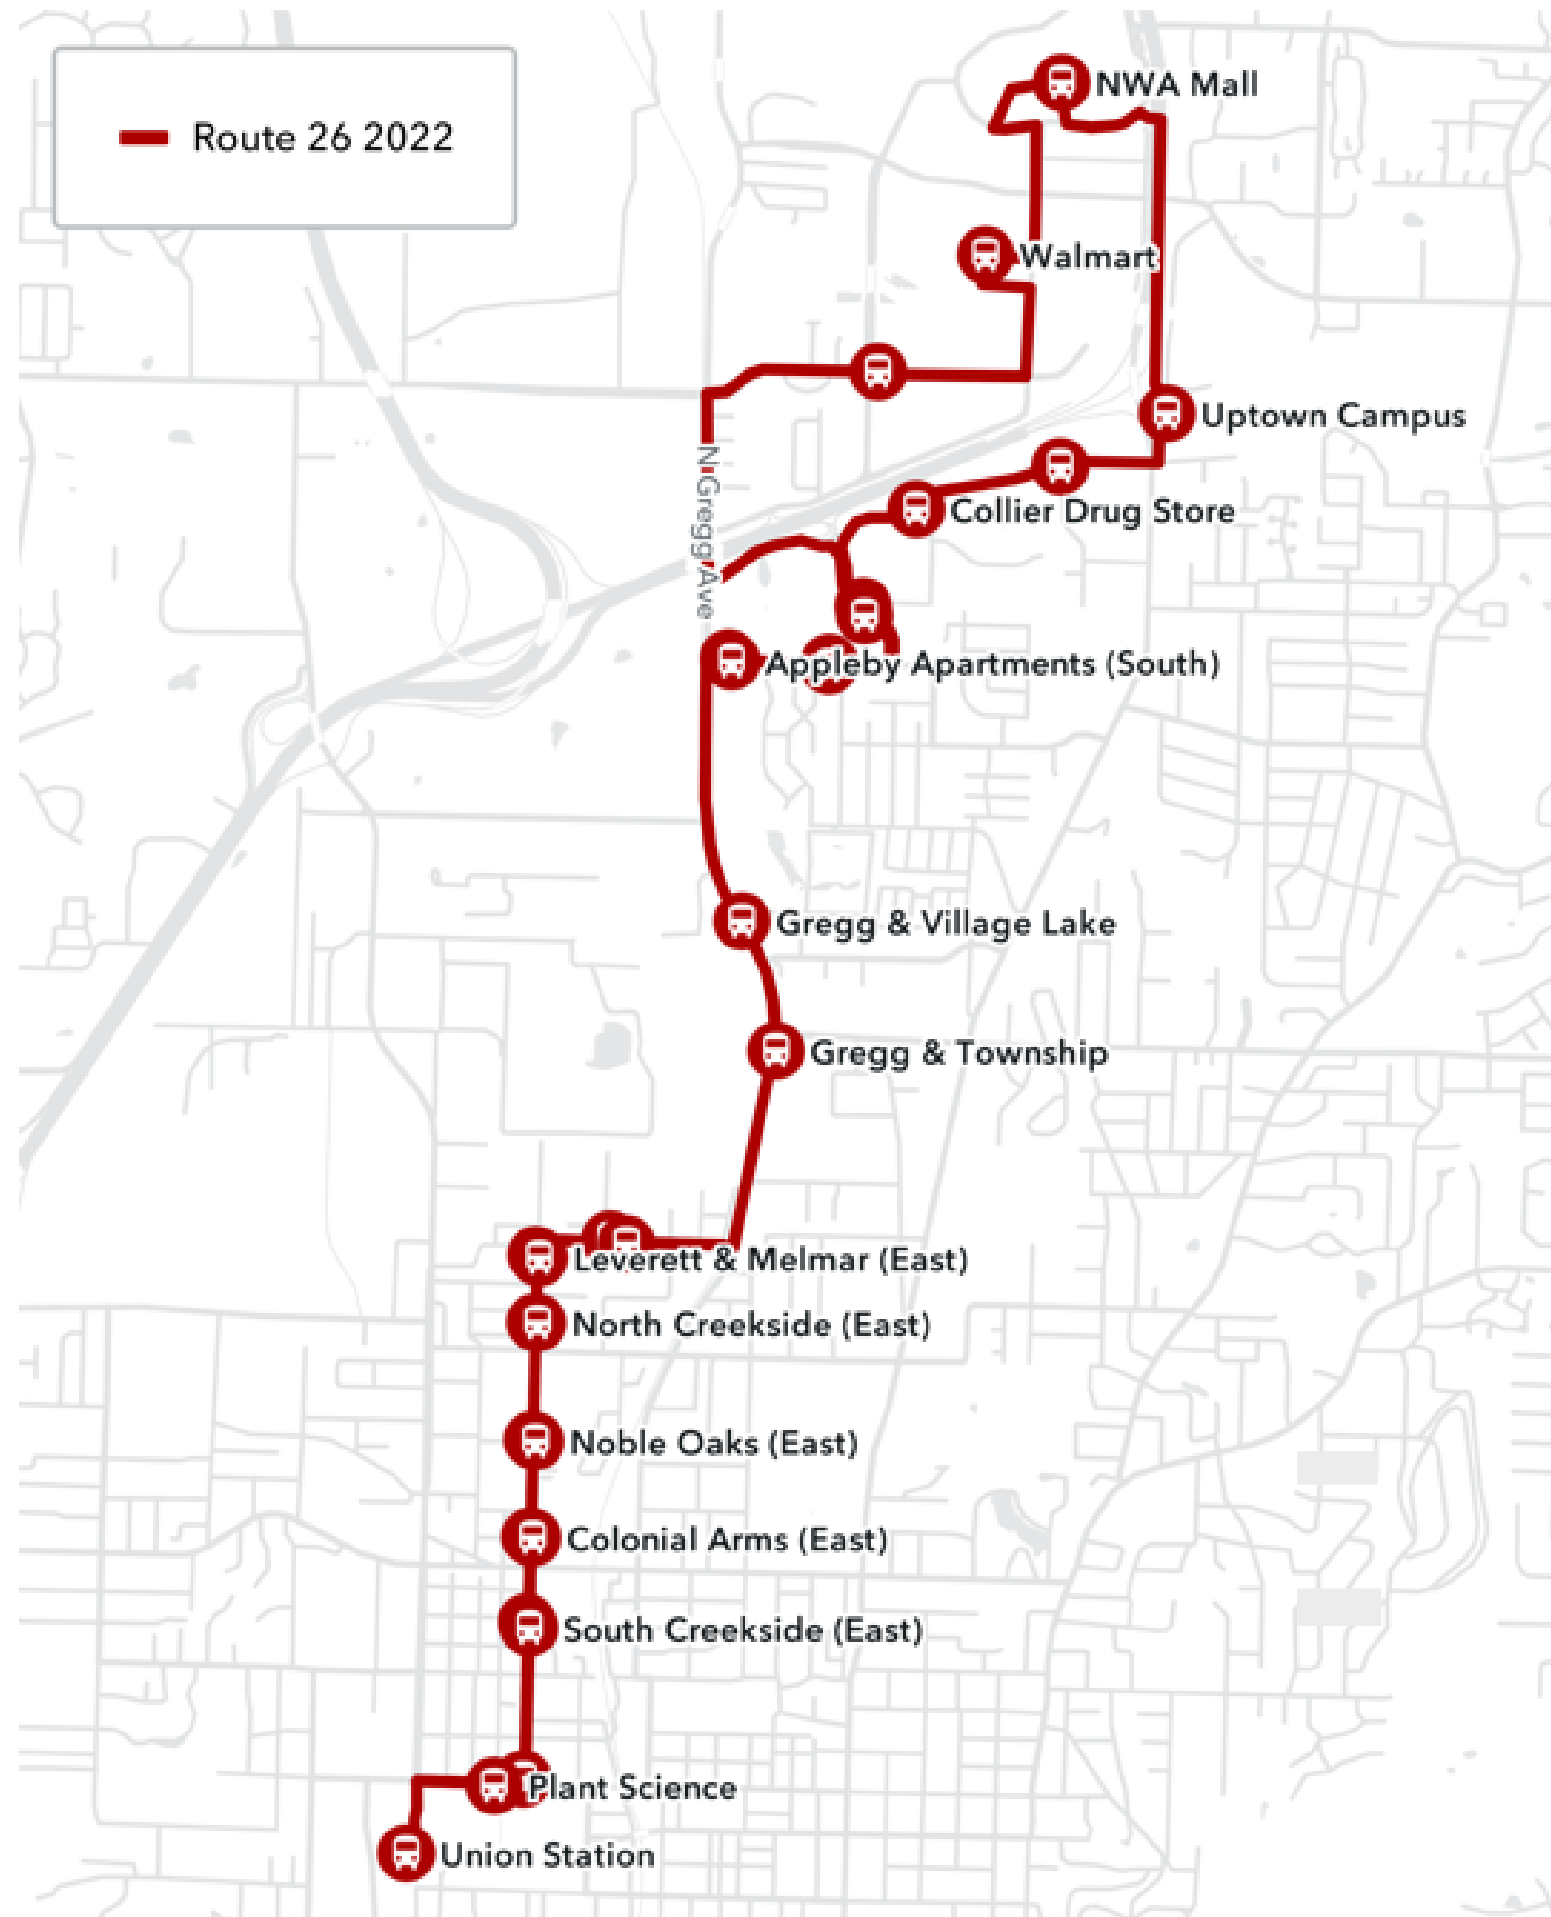 Route 26 2022
NWA Mall
Walmart
Uptown Campus
N Gregg Ave
Collier Drug Store
Appleby Apartments (South)
Gregg & Village Lake
Gregg & Township
Leverett & Melmar (East)
North Creekside (East)
Noble Oaks (East)
Colonial Arms (East)
South Creekside (East)
Plant Science
Union Station